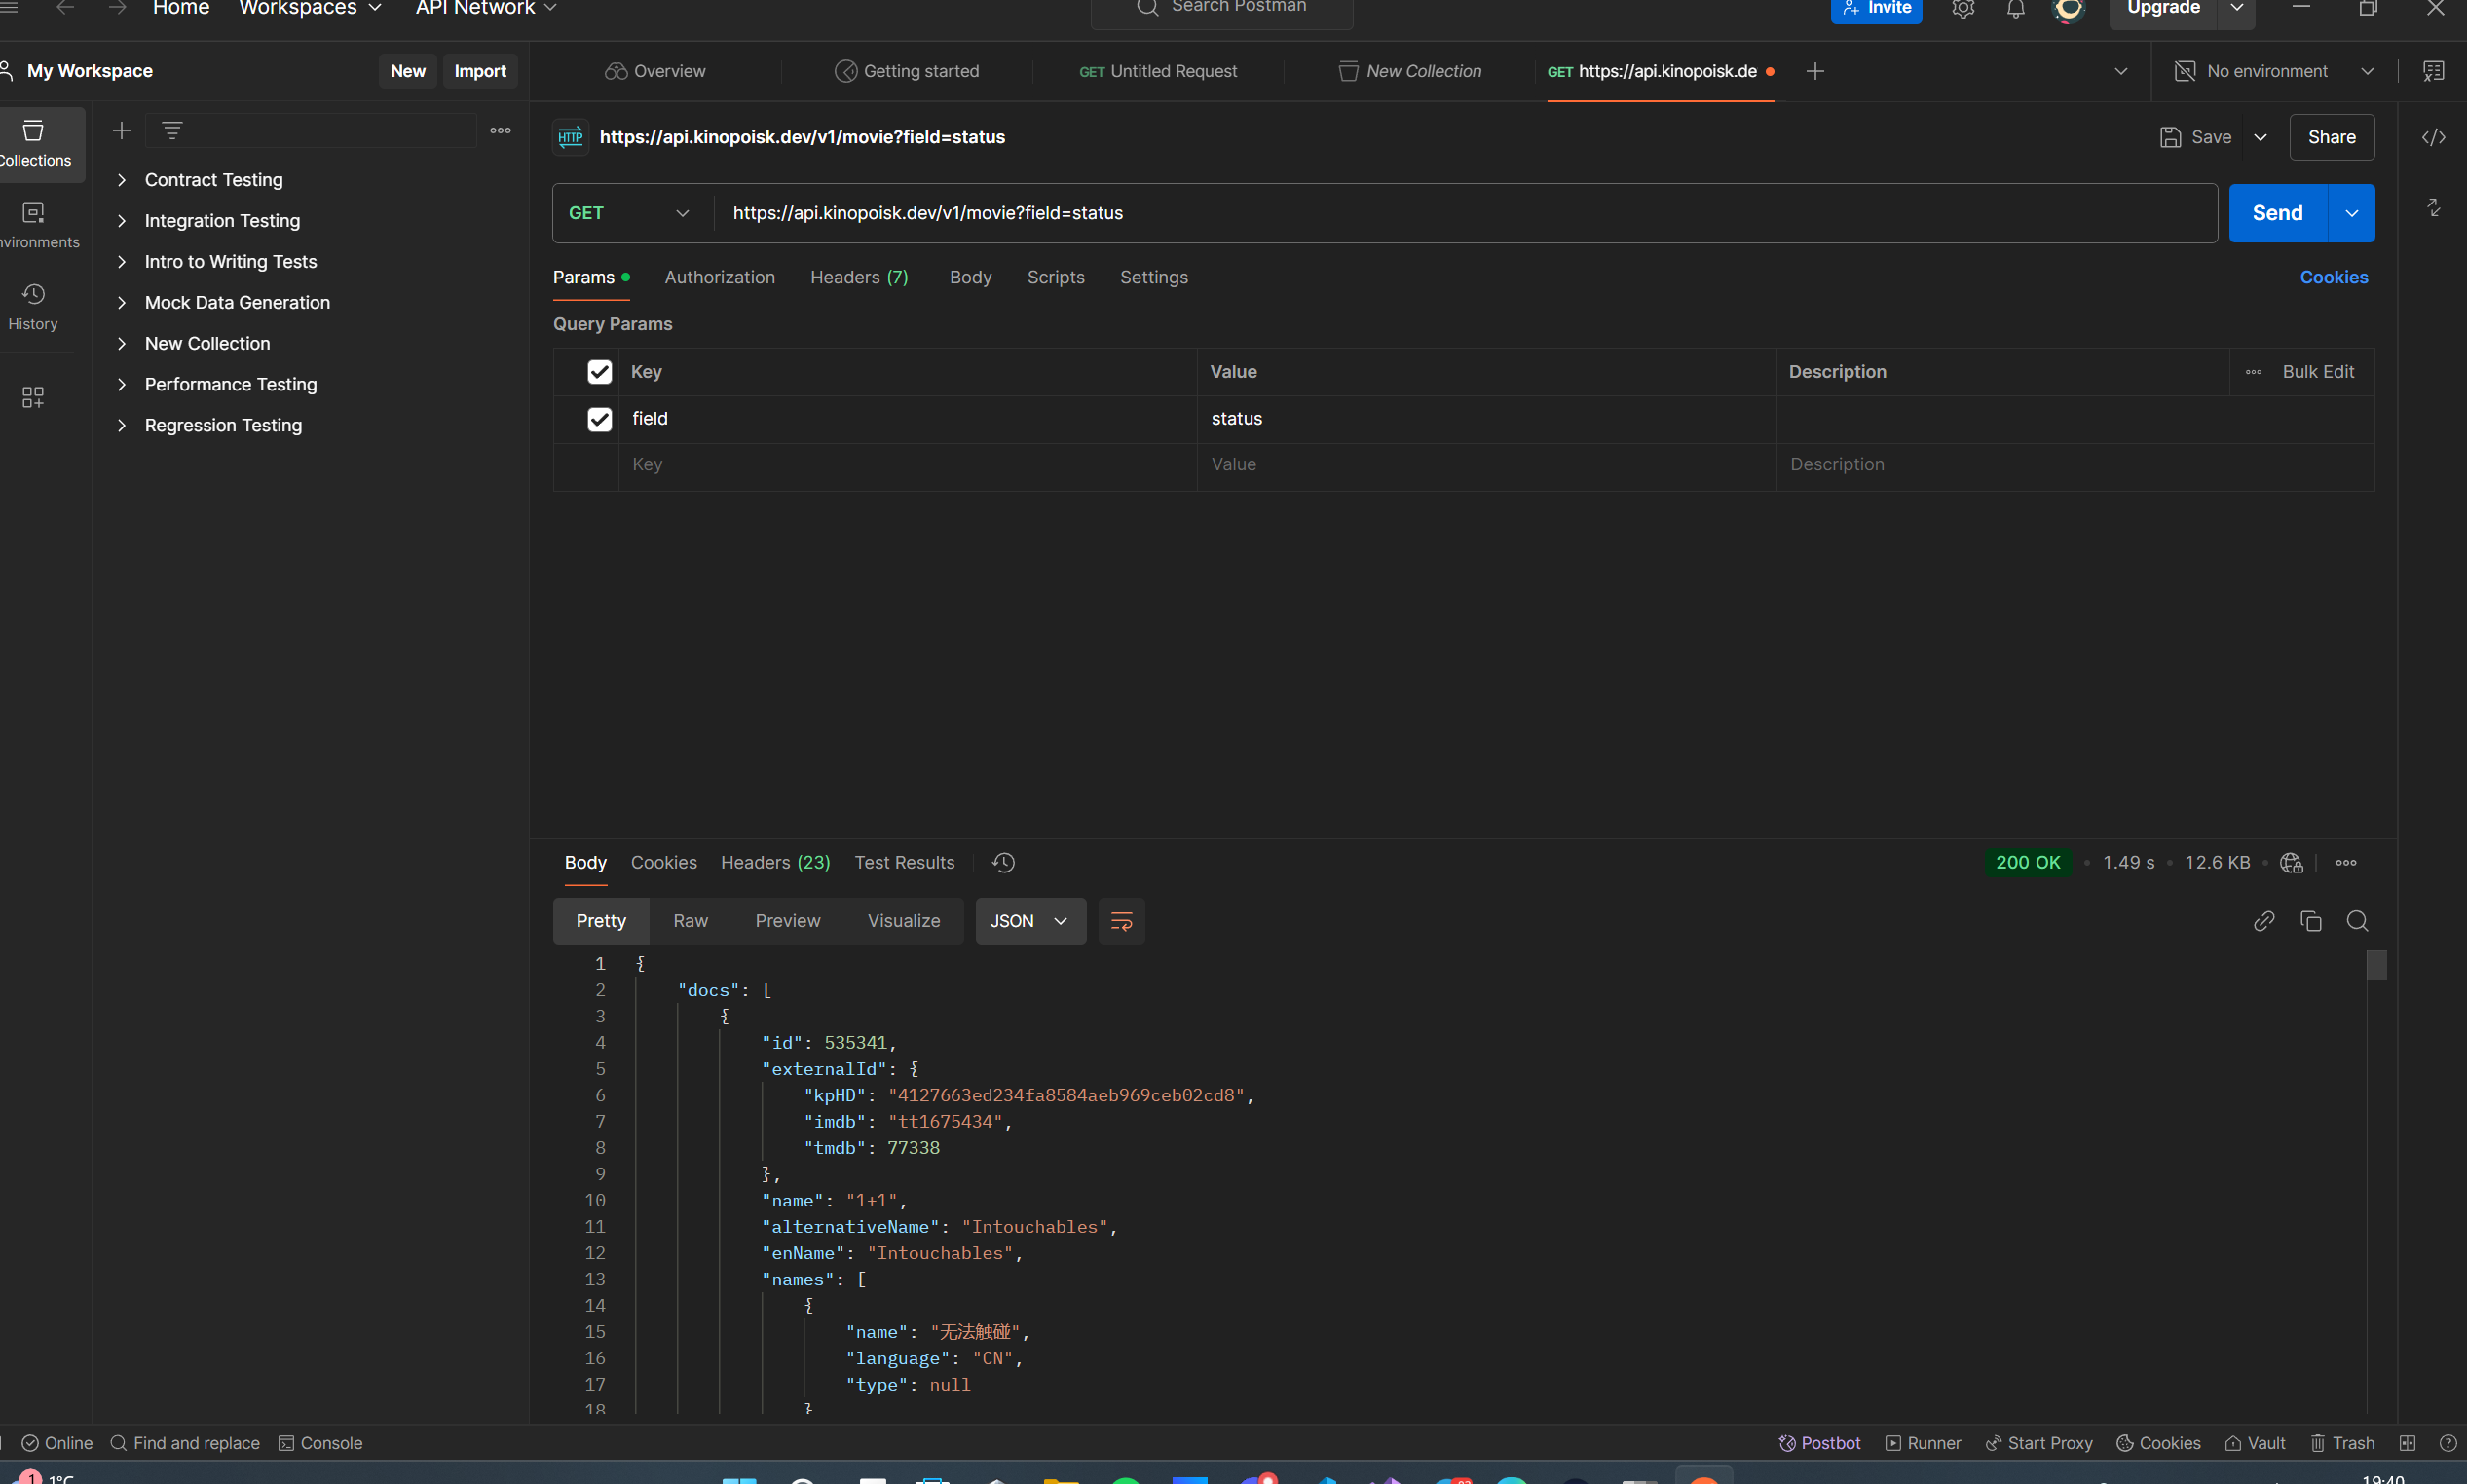 Home Workspaces API Network Search Postman Invite Upgrade
My Workspace New Import Overview Getting started GET Untitled Request New Collection GET https://api.kinopoisk.de No environment
HTTP https://api.kinopoisk.dev/v1/movie?field=status Save Share
Collections
Environments
History
Contract Testing
Integration Testing
Intro to Writing Tests
Mock Data Generation
New Collection
Performance Testing
Regression Testing
GET https://api.kinopoisk.dev/v1/movie?field=status Send
Params Authorization Headers (7) Body Scripts Settings Cookies
Query Params
Key Value Description Bulk Edit
field status
Key Value Description
Body Cookies Headers (23) Test Results 200 OK 1.49 s 12.6 KB
Pretty Raw Preview Visualize JSON
1 {
2 "docs": [
3 {
4 "id": 535341,
5 "externalId": {
6 "kpHD": "4127663ed234fa8584aeb969ceb02cd8",
7 "imdb": "tt1675434",
8 "tmdb": 77338
9 },
10 "name": "1+1",
11 "alternativeName": "Intouchables",
12 "enName": "Intouchables",
13 "names": [
14 {
15 "name": "无法触碰",
16 "language": "CN",
17 "type": null
18 }
Online Find and replace Console Postbot Runner Start Proxy Cookies Vault Trash
1 1°C 19:40